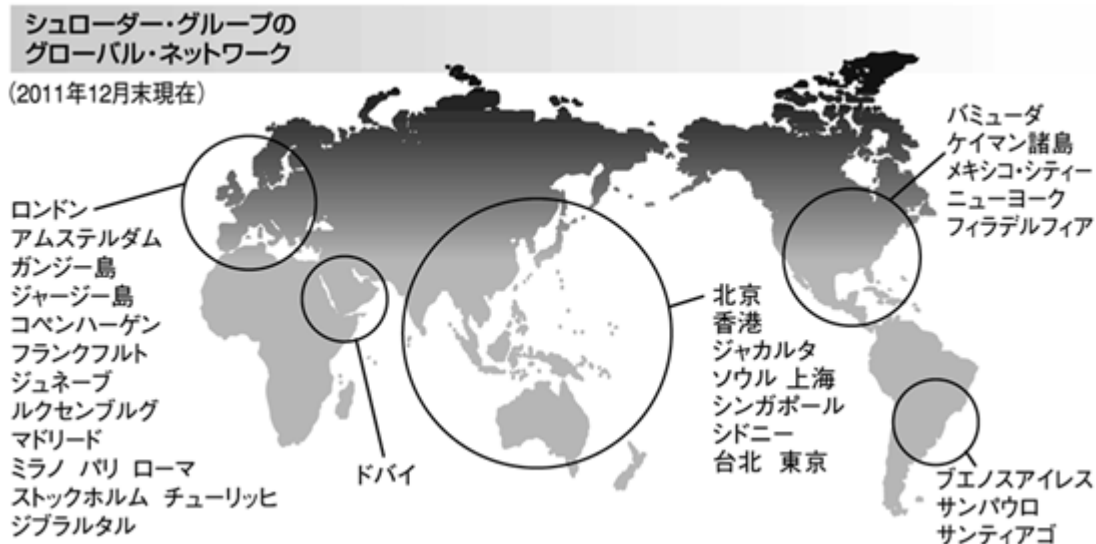 シュローダー・グループの
グローバル・ネットワーク
(2011年12月末現在)
ロンドン
アムステルダム
ガンジー島
ジャージー島
コペンハーゲン
フランクフルト
ジュネーブ
ルクセンブルグ
マドリード
ミラノ パリ ローマ
ストックホルム チューリッヒ
ジブラルタル
ドバイ
北京
香港
ジャカルタ
ソウル 上海
シンガポール
シドニー
台北 東京
バミューダ
ケイマン諸島
メキシコ・シティー
ニューヨーク
フィラデルフィア
ブエノスアイレス
サンパウロ
サンティアゴ